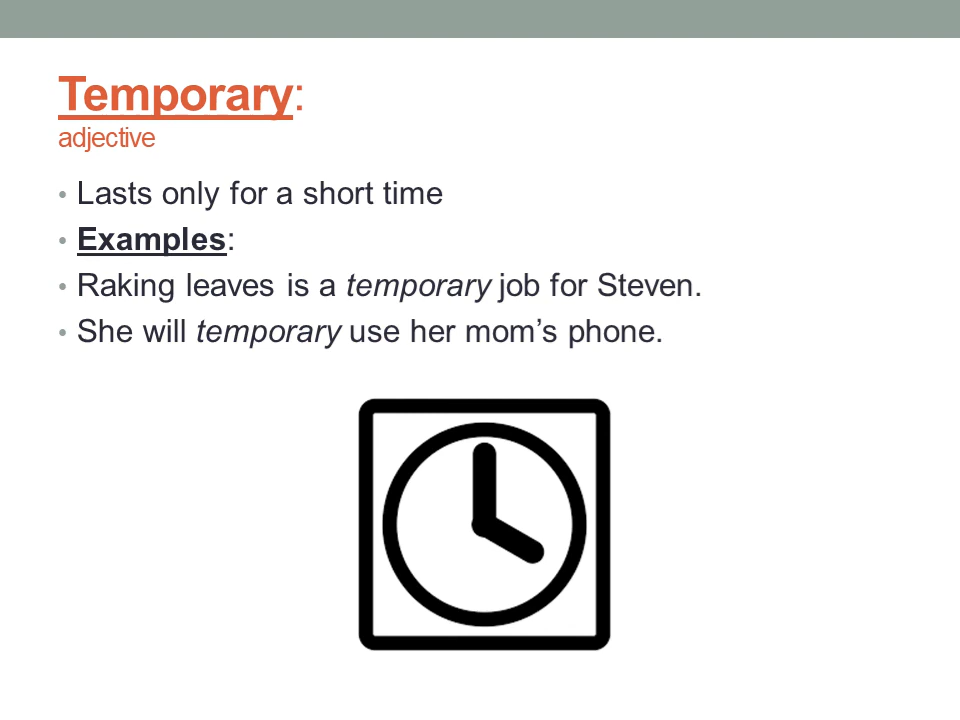 Temporary:
adjective
• Lasts only for a short time
• Examples:
• Raking leaves is a temporary job for Steven.
• She will temporary use her mom’s phone.